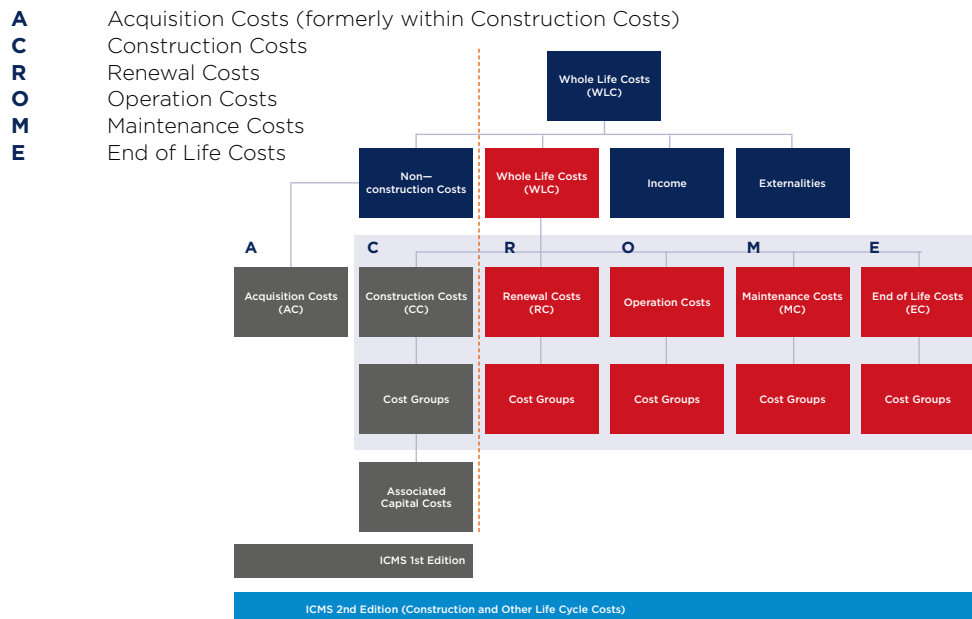 A Acquisition Costs (formerly within Construction Costs)
C Construction Costs
R Renewal Costs
O Operation Costs
M Maintenance Costs
E End of Life Costs
Whole Life Costs
(WLC)
Non—
construction Costs
Whole Life Costs
(WLC)
Income
Externalities
A
C
R
O
M
E
Acquisition Costs
(AC)
Construction Costs
(CC)
Renewal Costs
(RC)
Operation Costs
Maintenance Costs
(MC)
End of Life Costs
(EC)
Cost Groups
Cost Groups
Cost Groups
Cost Groups
Cost Groups
Associated
Capital Costs
ICMS 1st Edition
ICMS 2nd Edition (Construction and Other Life Cycle Costs)